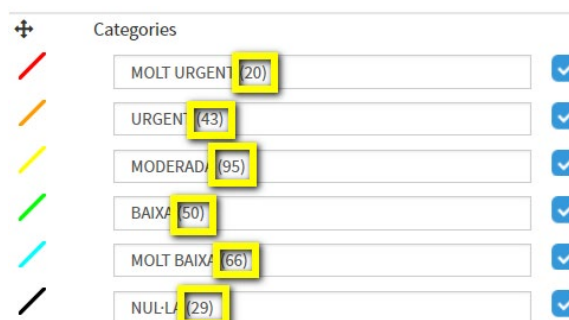 Categories
MOLT URGENT (20)
URGENT (43)
MODERADA (95)
BAIXA (50)
MOLT BAIXA (66)
NUL·LA (29)